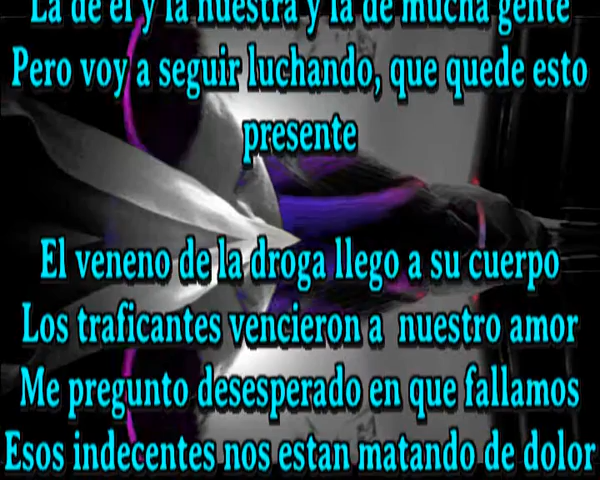 La de el y la nuestra y la de mucha gente
Pero voy a seguir luchando, que quede esto
presente
El veneno de la droga llego a su cuerpo
Los traficantes vencieron a nuestro amor
Me pregunto desesperado en que fallamos
Esos indecentes nos estan matando de dolor